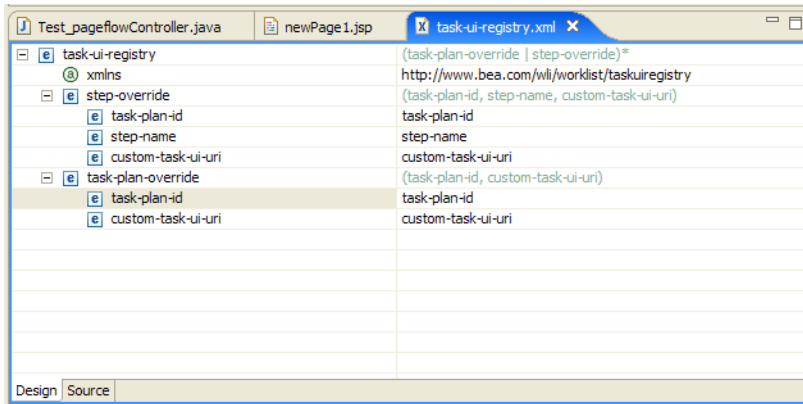 Test_pageflowController.java newPage1.jsp task-ui-registry.xml
task-ui-registry (task-plan-override | step-override)*
xmlns http://www.bea.com/wli/worklist/taskuiregistry
step-override (task-plan-id, step-name, custom-task-ui-uri)
task-plan-id task-plan-id
step-name step-name
custom-task-ui-uri custom-task-ui-uri
task-plan-override (task-plan-id, custom-task-ui-uri)
task-plan-id task-plan-id
custom-task-ui-uri custom-task-ui-uri
Design Source